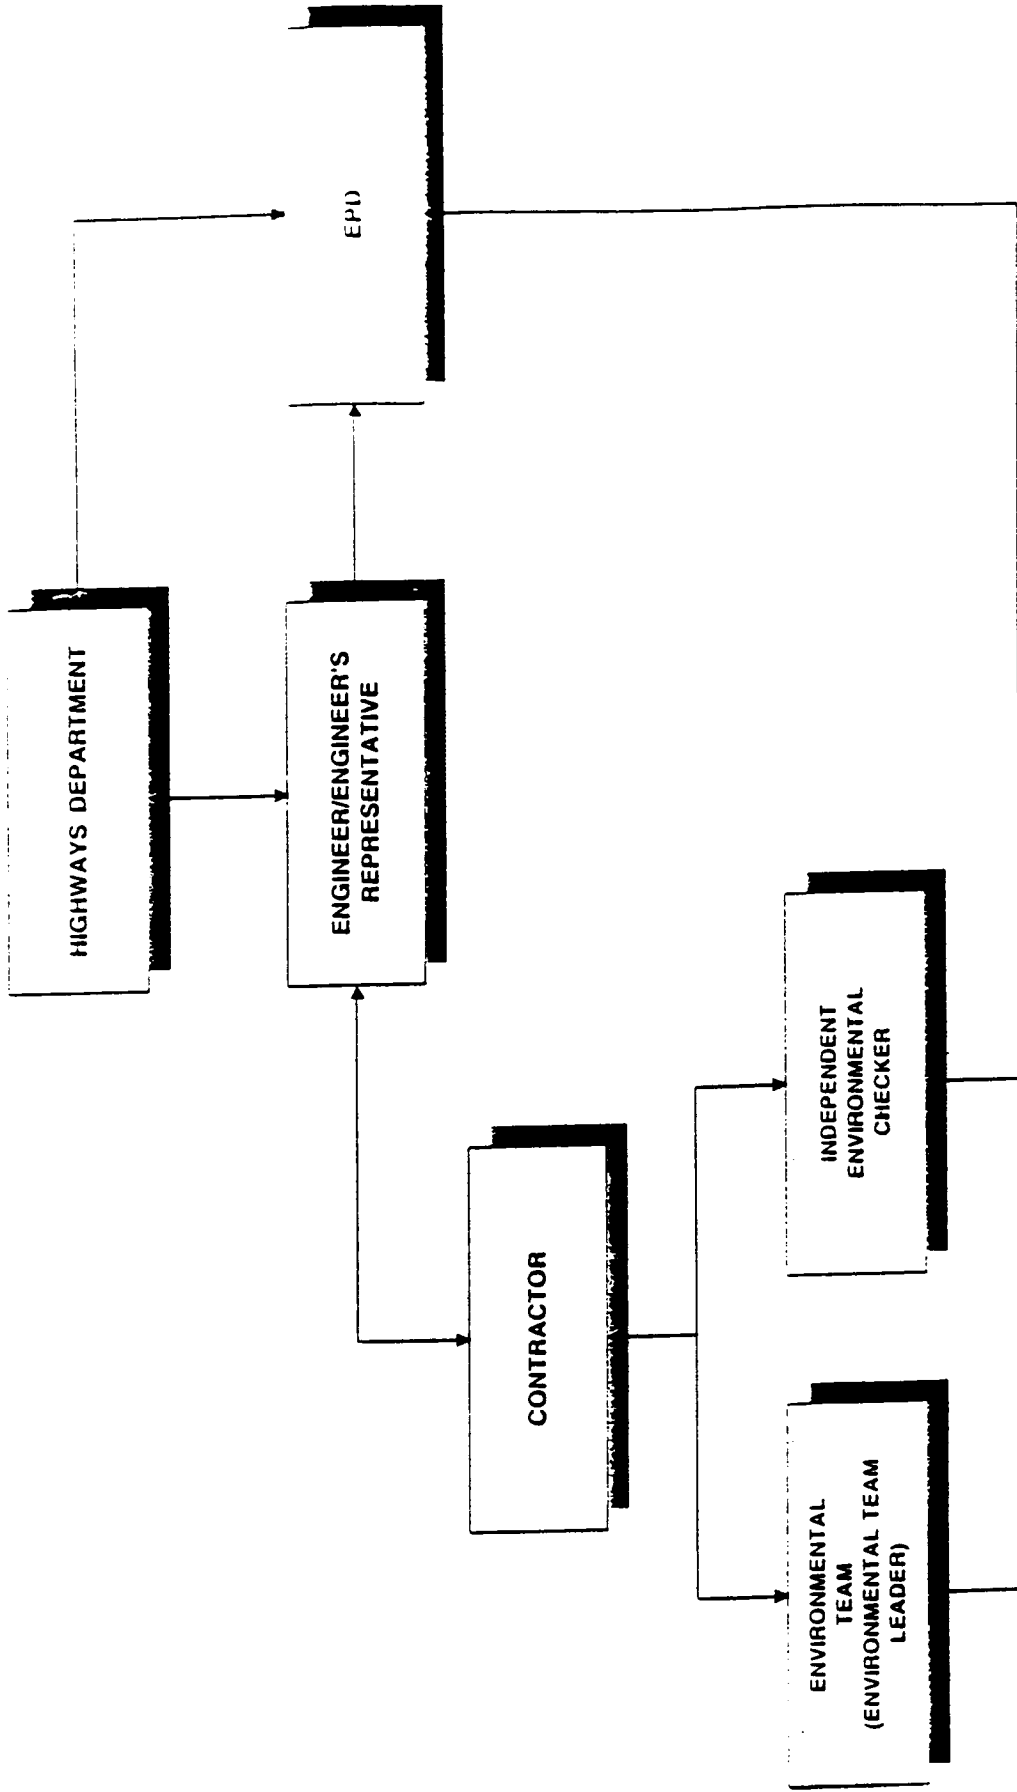 HIGHWAYS DEPARTMENT
ENGINEER/ENGINEER'S
REPRESENTATIVE
EPD
CONTRACTOR
ENVIRONMENTAL
TEAM
(ENVIRONMENTAL TEAM
LEADER)
INDEPENDENT
ENVIRONMENTAL
CHECKER